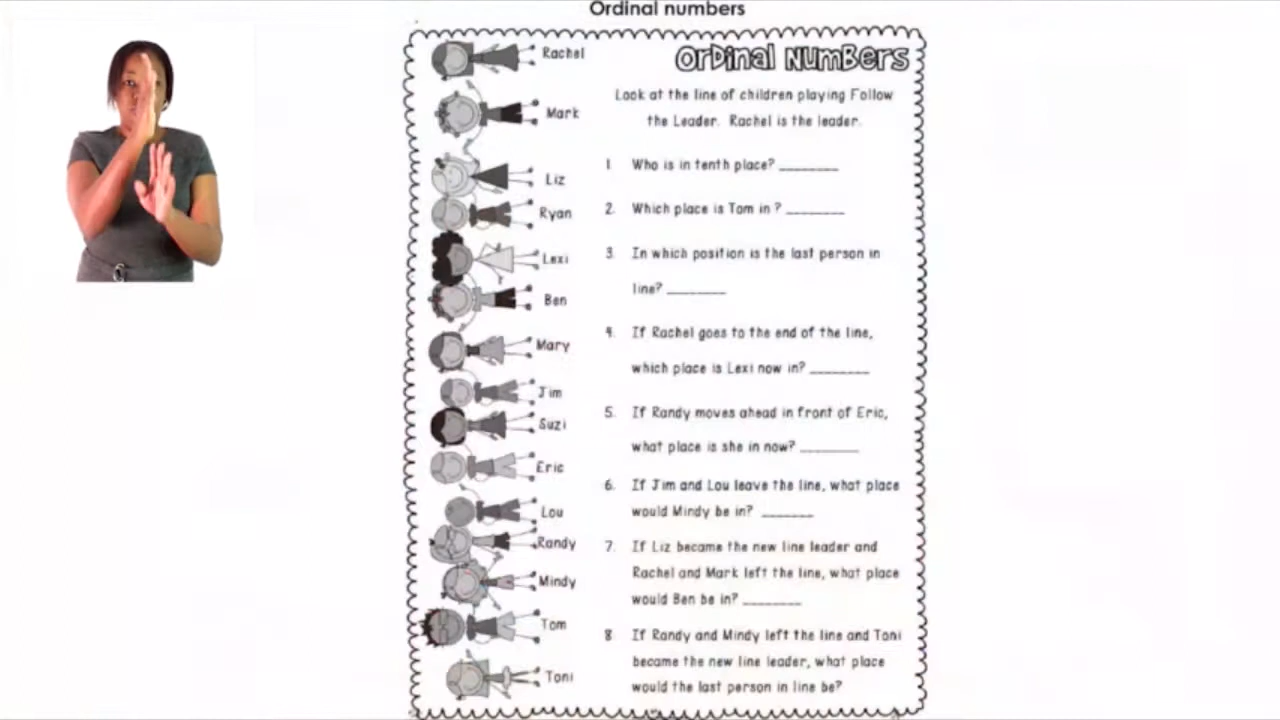 Ordinal numbers
Ordinal Numbers
Look at the line of children playing Follow
the Leader. Rachel is the leader.
Rachel
Mark
Liz
Ryan
Lexi
Ben
Mary
Jim
Suzi
Eric
Lou
Randy
Mindy
Tom
Toni
1 Who is in tenth place? ________
2. Which place is Tom in ? ________
3. In which position is the last person in
line? ________
4. If Rachel goes to the end of the line,
which place is Lexi now in? ________
5. If Randy moves ahead in front of Eric,
what place is she in now? ________
6. If Jim and Lou leave the line, what place
would Mindy be in? _______
7. If Liz became the new line leader and
Rachel and Mark left the line, what place
would Ben be in? ________
8 If Randy and Mindy left the line and Toni
became the new line leader, what place
would the last person in line be?